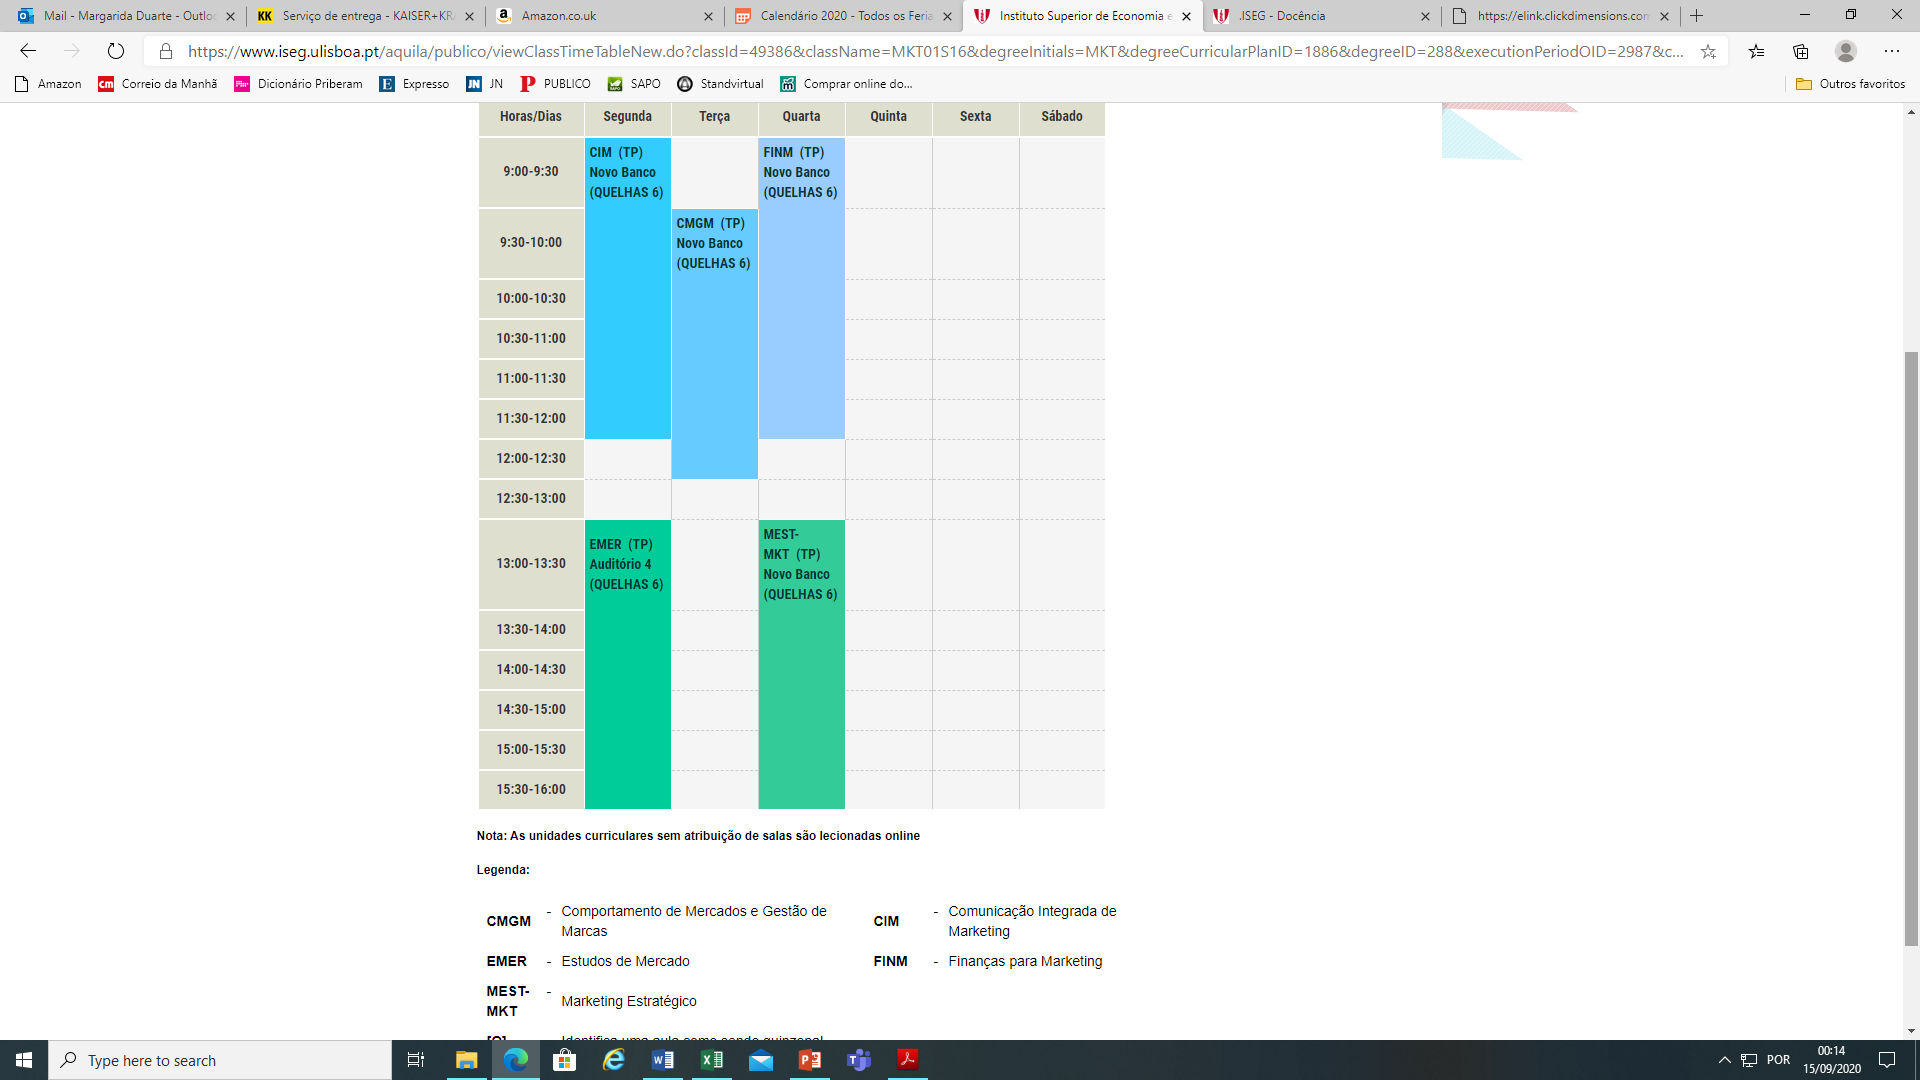 Mail - Margarida Duarte - Outloo
Serviço de entrega - KAISER+KRA
Amazon.co.uk
Calendário 2020 - Todos os Feria
Instituto Superior de Economia e
.ISEG - Docência
https://elink.clickdimensions.com
https://www.iseg.ulisboa.pt/aquila/publico/viewClassTimeTableNew.do?classId=49386&className=MKT01S16&degreeInitials=MKT&degreeCurricularPlanID=1886&degreeID=288&executionPeriodOID=2987&c...
Amazon
Correio da Manhã
Dicionário Priberam
Expresso
JN
PUBLICO
SAPO
Standvirtual
Comprar online do...
Outros favoritos
Horas/Dias Segunda Terça Quarta Quinta Sexta Sábado
9:00-9:30
CIM (TP)
Novo Banco
(QUELHAS 6)
FINM (TP)
Novo Banco
(QUELHAS 6)
9:30-10:00
CMGM (TP)
Novo Banco
(QUELHAS 6)
10:00-10:30
10:30-11:00
11:00-11:30
11:30-12:00
12:00-12:30
12:30-13:00
13:00-13:30
EMER (TP)
Auditório 4
(QUELHAS 6)
MEST-
MKT (TP)
Novo Banco
(QUELHAS 6)
13:30-14:00
14:00-14:30
14:30-15:00
15:00-15:30
15:30-16:00
Nota: As unidades curriculares sem atribuição de salas são lecionadas online
Legenda:
CMGM - Comportamento de Mercados e Gestão de
Marcas
CIM - Comunicação Integrada de
Marketing
EMER - Estudos de Mercado
FINM - Finanças para Marketing
MEST-
MKT
- Marketing Estratégico
Type here to search
POR
00:14
15/09/2020